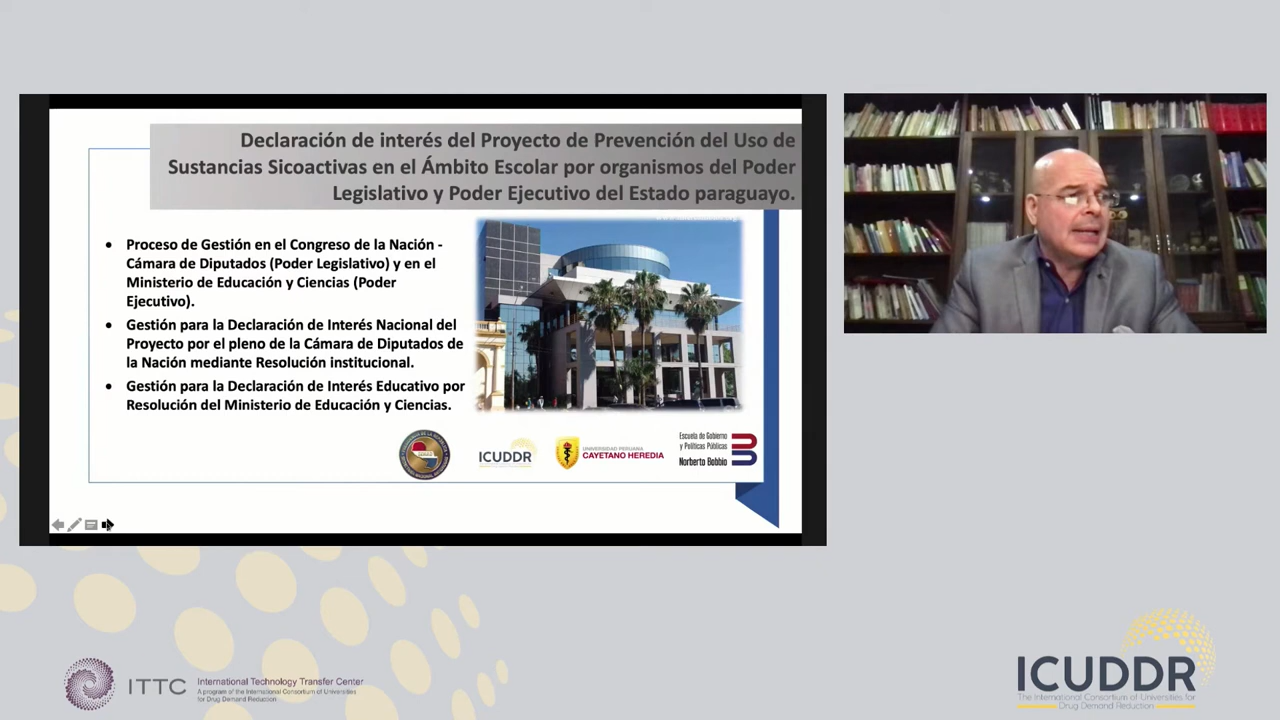 Declaración de interés del Proyecto de Prevención del Uso de
Sustancias Sicoactivas en el Ámbito Escolar por organismos del Poder
Legislativo y Poder Ejecutivo del Estado paraguayo.
• Proceso de Gestión en el Congreso de la Nación -
Cámara de Diputados (Poder Legislativo) y en el
Ministerio de Educación y Ciencias (Poder
Ejecutivo).
• Gestión para la Declaración de Interés Nacional del
Proyecto por el pleno de la Cámara de Diputados de
la Nación mediante Resolución institucional.
• Gestión para la Declaración de Interés Educativo por
Resolución del Ministerio de Educación y Ciencias.
ICUDDR
UNIVERSIDAD PERUANA
CAYETANO HEREDIA
Escuela de Gobierno
y Políticas Públicas
Norberto Bobbio
ITTC
International Technology Transfer Center
A program of the International Consortium of Universities
for Drug Demand Reduction
ICUDDR
The International Consortium of Universities for
Drug Demand Reduction